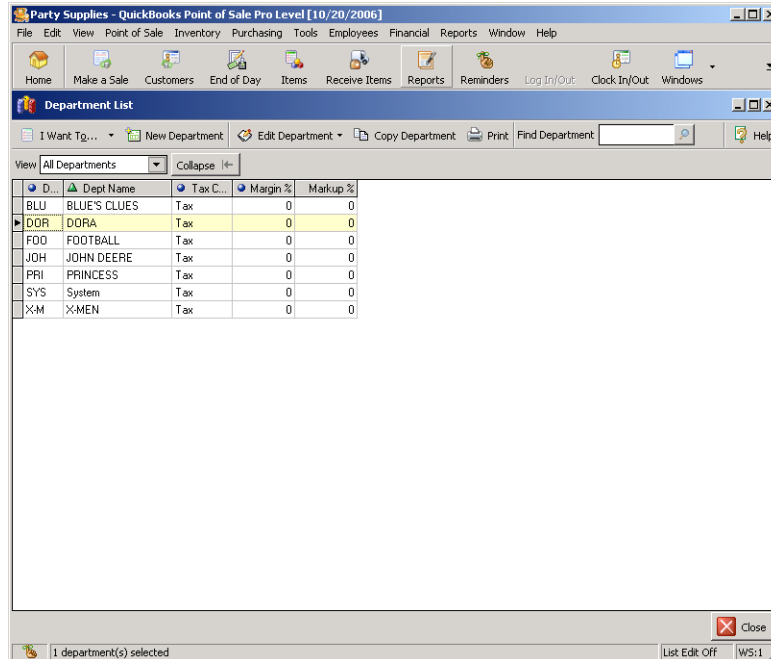 Party Supplies - QuickBooks Point of Sale Pro Level [10/20/2006]
File Edit View Point of Sale Inventory Purchasing Tools Employees Financial Reports Window Help
Home Make a Sale Customers End of Day Items Receive Items Reports Reminders Log In/Out Clock In/Out Windows
Department List
I Want To... New Department Edit Department Copy Department Print Find Department Help
View All Departments Collapse
D... Dept Name Tax C... Margin % Markup %
BLU BLUE'S CLUES Tax 0 0
DOR DORA Tax 0 0
FOO FOOTBALL Tax 0 0
JOH JOHN DEERE Tax 0 0
PRI PRINCESS Tax 0 0
SYS System Tax 0 0
X-M X-MEN Tax 0 0
Close
1 department(s) selected List Edit Off WS:1